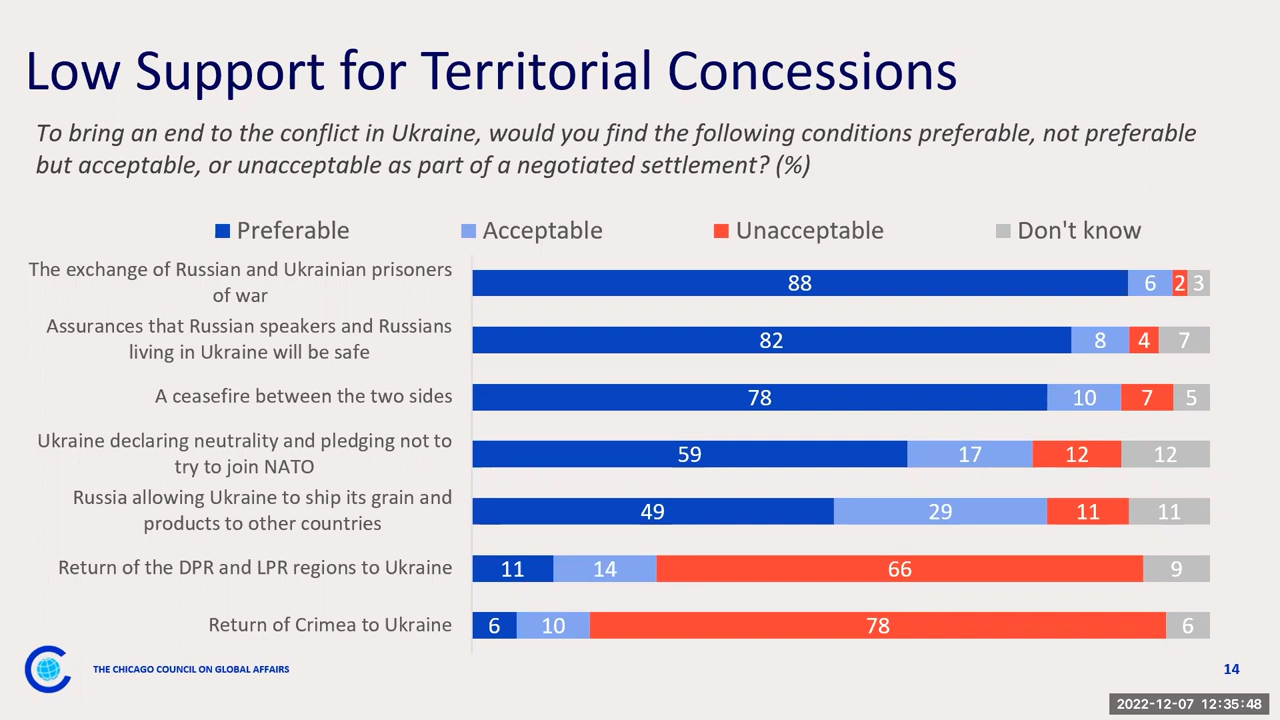 Low Support for Territorial Concessions
To bring an end to the conflict in Ukraine, would you find the following conditions preferable, not preferable
but acceptable, or unacceptable as part of a negotiated settlement? (%)
Preferable Acceptable Unacceptable Don't know
The exchange of Russian and Ukrainian prisoners
of war
88 6 2 3
Assurances that Russian speakers and Russians
living in Ukraine will be safe
82 8 4 7
A ceasefire between the two sides
78 10 7 5
Ukraine declaring neutrality and pledging not to
try to join NATO
59 17 12 12
Russia allowing Ukraine to ship its grain and
products to other countries
49 29 11 11
Return of the DPR and LPR regions to Ukraine
11 14 66 9
Return of Crimea to Ukraine
6 10 78 6
THE CHICAGO COUNCIL ON GLOBAL AFFAIRS
14
2022-12-07 12:35:48